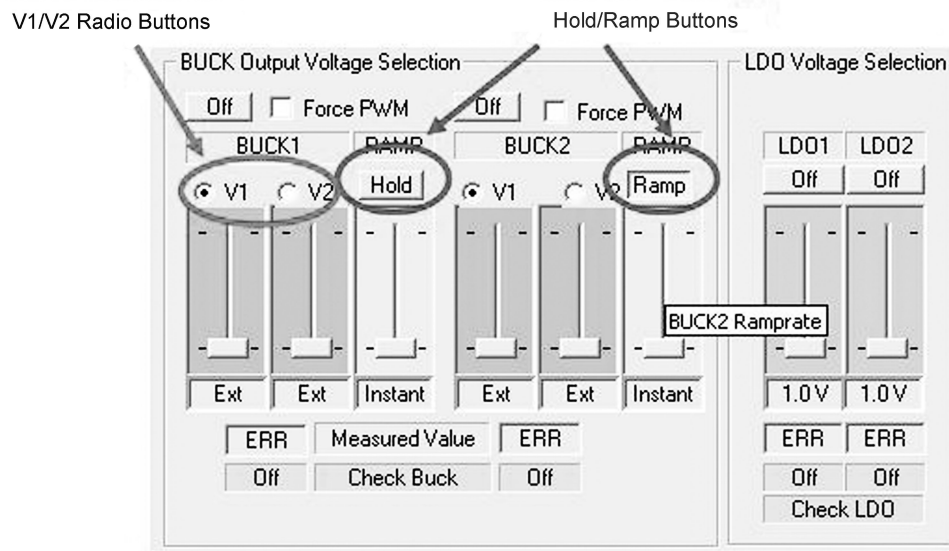 V1/V2 Radio Buttons
Hold/Ramp Buttons
BUCK Output Voltage Selection
LDO Voltage Selection
Off
Force PWM
Off
Force PWM
BUCK1
RAMP
BUCK2
RAMP
LDO1
LDO2
V1
V2
Hold
V1
V2
Ramp
Off
Off
BUCK2 Ramprate
Ext
Ext
Instant
Ext
Ext
Instant
1.0 V
1.0 V
ERR
Measured Value
ERR
ERR
ERR
Off
Check Buck
Off
Off
Off
Check LDO